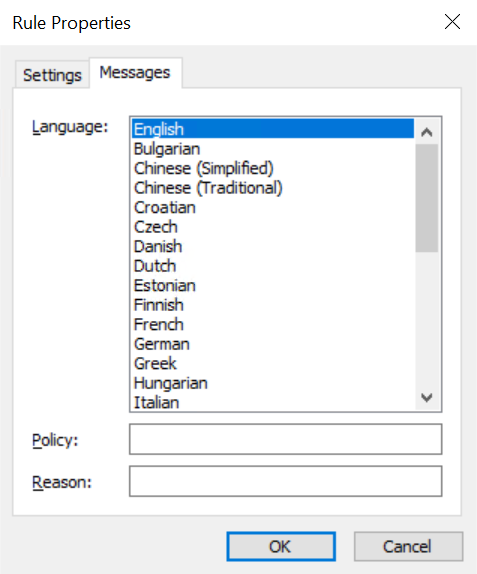 Rule Properties
Settings
Messages
Language:
English
Bulgarian
Chinese (Simplified)
Chinese (Traditional)
Croatian
Czech
Danish
Dutch
Estonian
Finnish
French
German
Greek
Hungarian
Italian
Policy:
Reason:
OK
Cancel